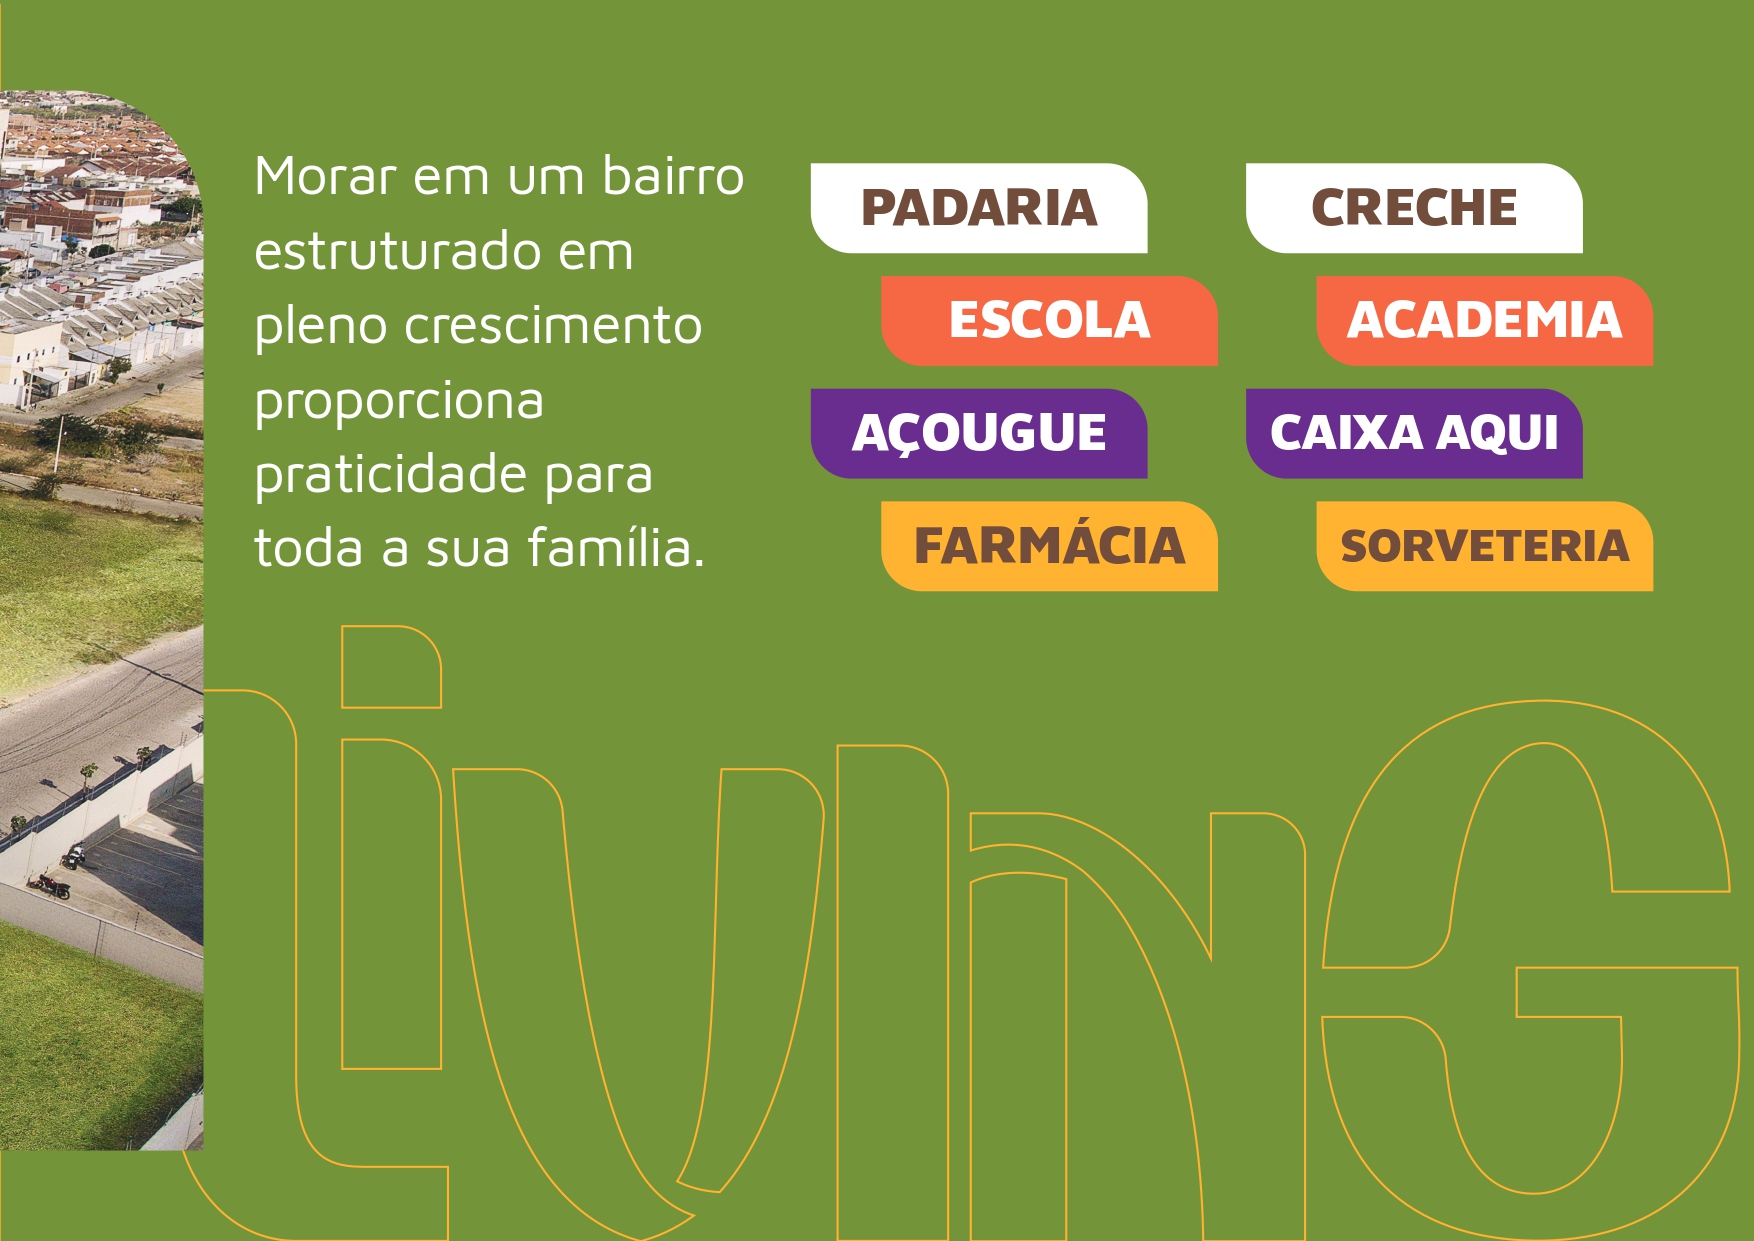 Morar em um bairro
estruturado em
pleno crescimento
proporciona
praticidade para
toda a sua família.
PADARIA
CRECHE
ESCOLA
ACADEMIA
AÇOUGUE
CAIXA AQUI
FARMÁCIA
SORVETERIA
LiViNG